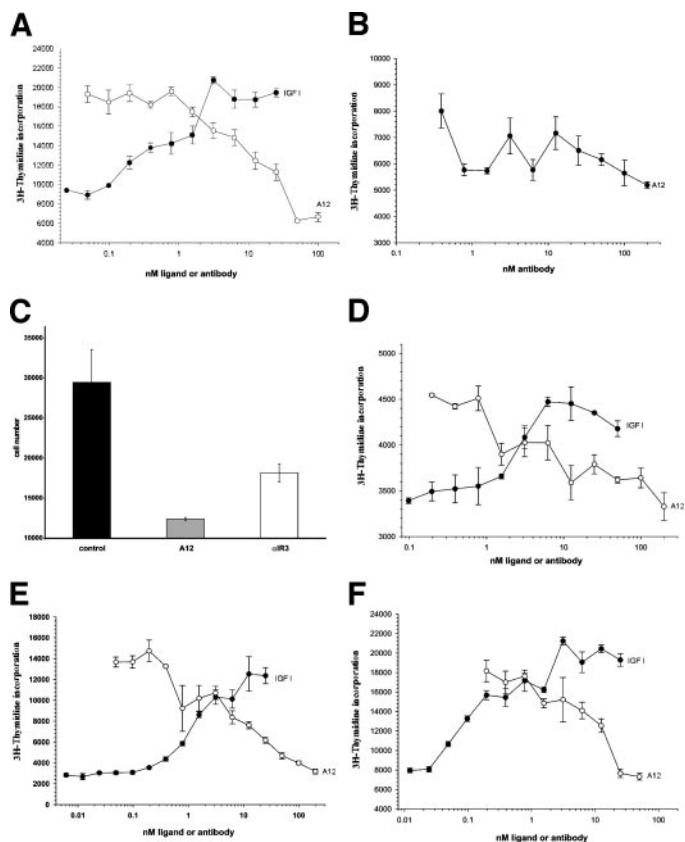 A
3H-Thymidine incorporation
24000
22000
20000
18000
16000
14000
12000
10000
8000
6000
4000
IGF I
A12
0.1
1
10
100
nM ligand or antibody
B
3H-Thymidine incorporation
10000
9000
8000
7000
6000
5000
4000
3000
A12
0.1
1
10
100
nM antibody
C
cell number
35000
30000
25000
20000
15000
10000
control
A12
αIR3
D
3H-Thymidine incorporation
5000
4500
4000
3500
3000
IGF I
A12
0.1
1
10
100
nM ligand or antibody
E
3H-Thymidine incorporation
18000
16000
14000
12000
10000
8000
6000
4000
2000
0
IGF I
A12
0.01
0.1
1
10
100
nM ligand or antibody
F
3H-Thymidine incorporation
24000
22000
20000
18000
16000
14000
12000
10000
8000
6000
4000
IGF I
A12
0.01
0.1
1
10
100
nM ligand or antibody